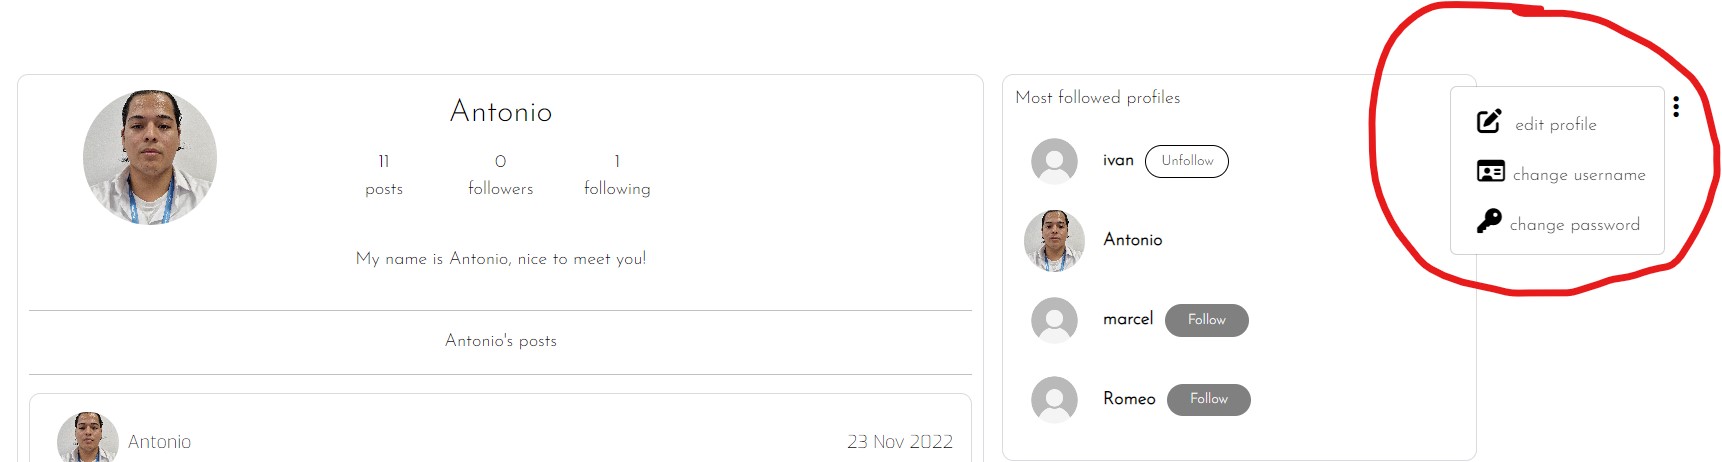 Antonio
11 0 1
posts followers following
My name is Antonio, nice to meet you!
Antonio's posts
Antonio 23 Nov 2022
Most followed profiles
ivan Unfollow
Antonio
marcel Follow
Romeo Follow
edit profile
change username
change password